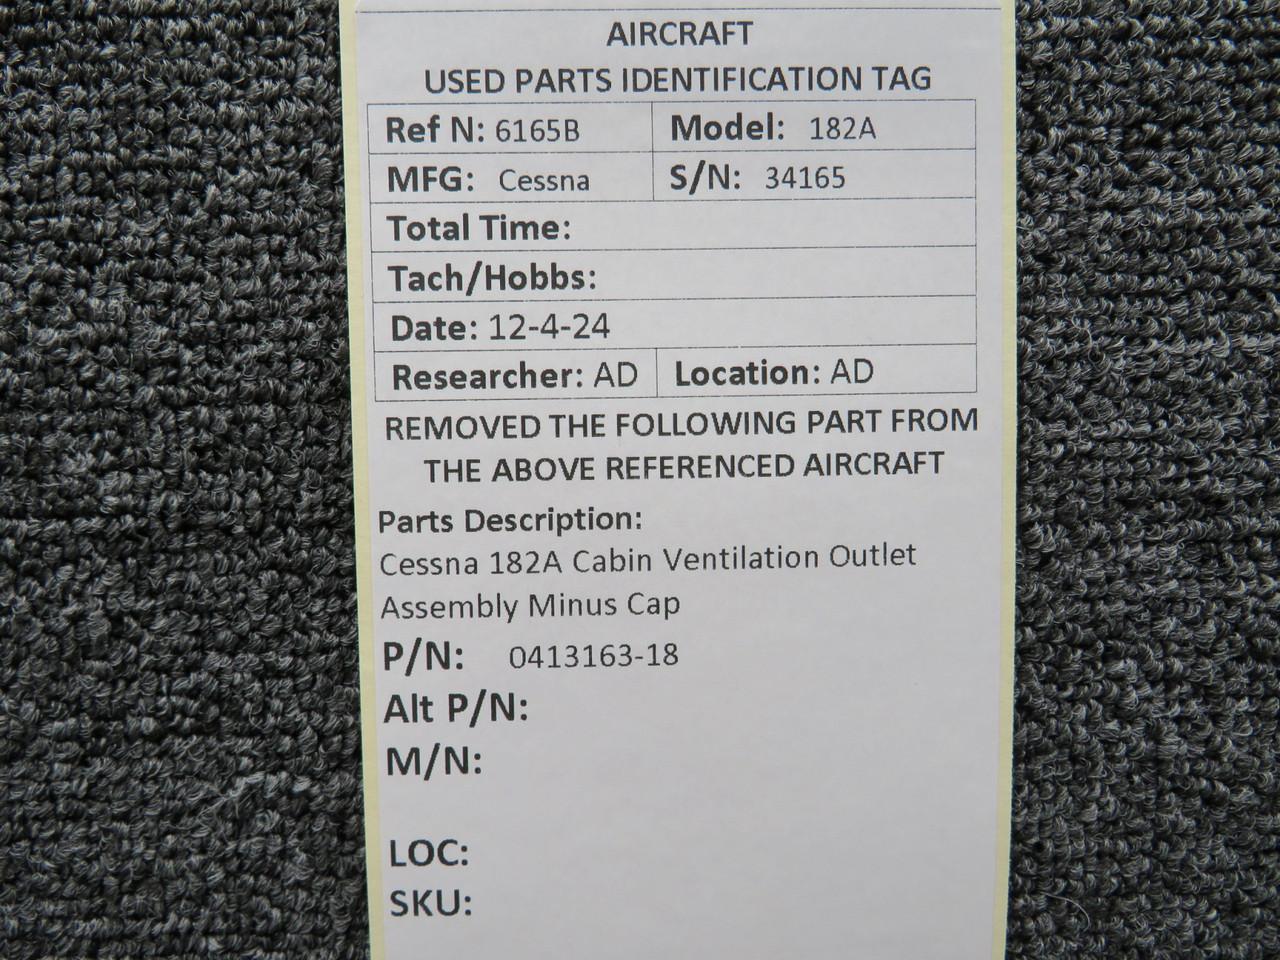 AIRCRAFT
USED PARTS IDENTIFICATION TAG
Ref N: 6165B Model: 182A
MFG: Cessna S/N: 34165
Total Time:
Tach/Hobbs:
Date: 12-4-24
Researcher: AD Location: AD
REMOVED THE FOLLOWING PART FROM
THE ABOVE REFERENCED AIRCRAFT
Parts Description:
Cessna 182A Cabin Ventilation Outlet
Assembly Minus Cap
P/N: 0413163-18
Alt P/N:
M/N:
LOC:
SKU: